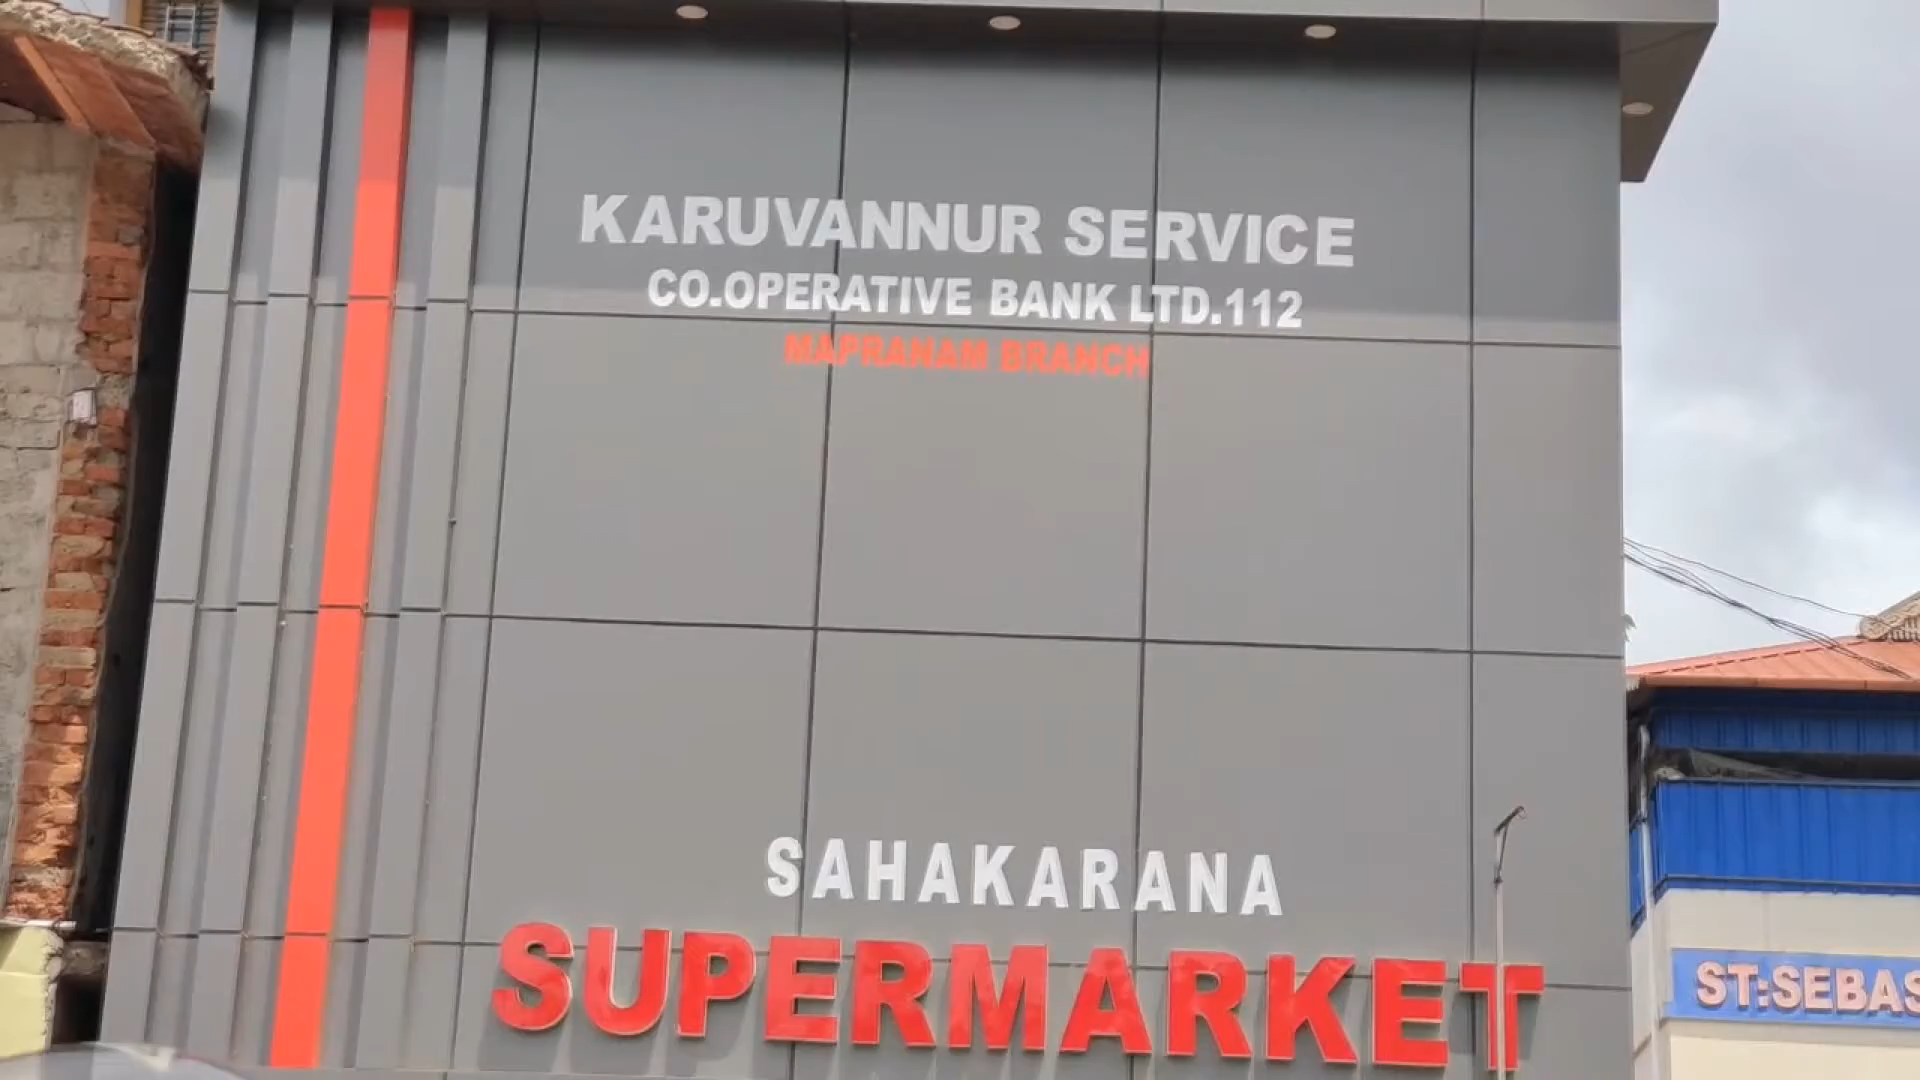 KARUVANNUR SERVICE
CO.OPERATIVE BANK LTD.112
MAPRANAM BRANCH
SAHAKARANA
SUPERMARKET
ST:SEBAS